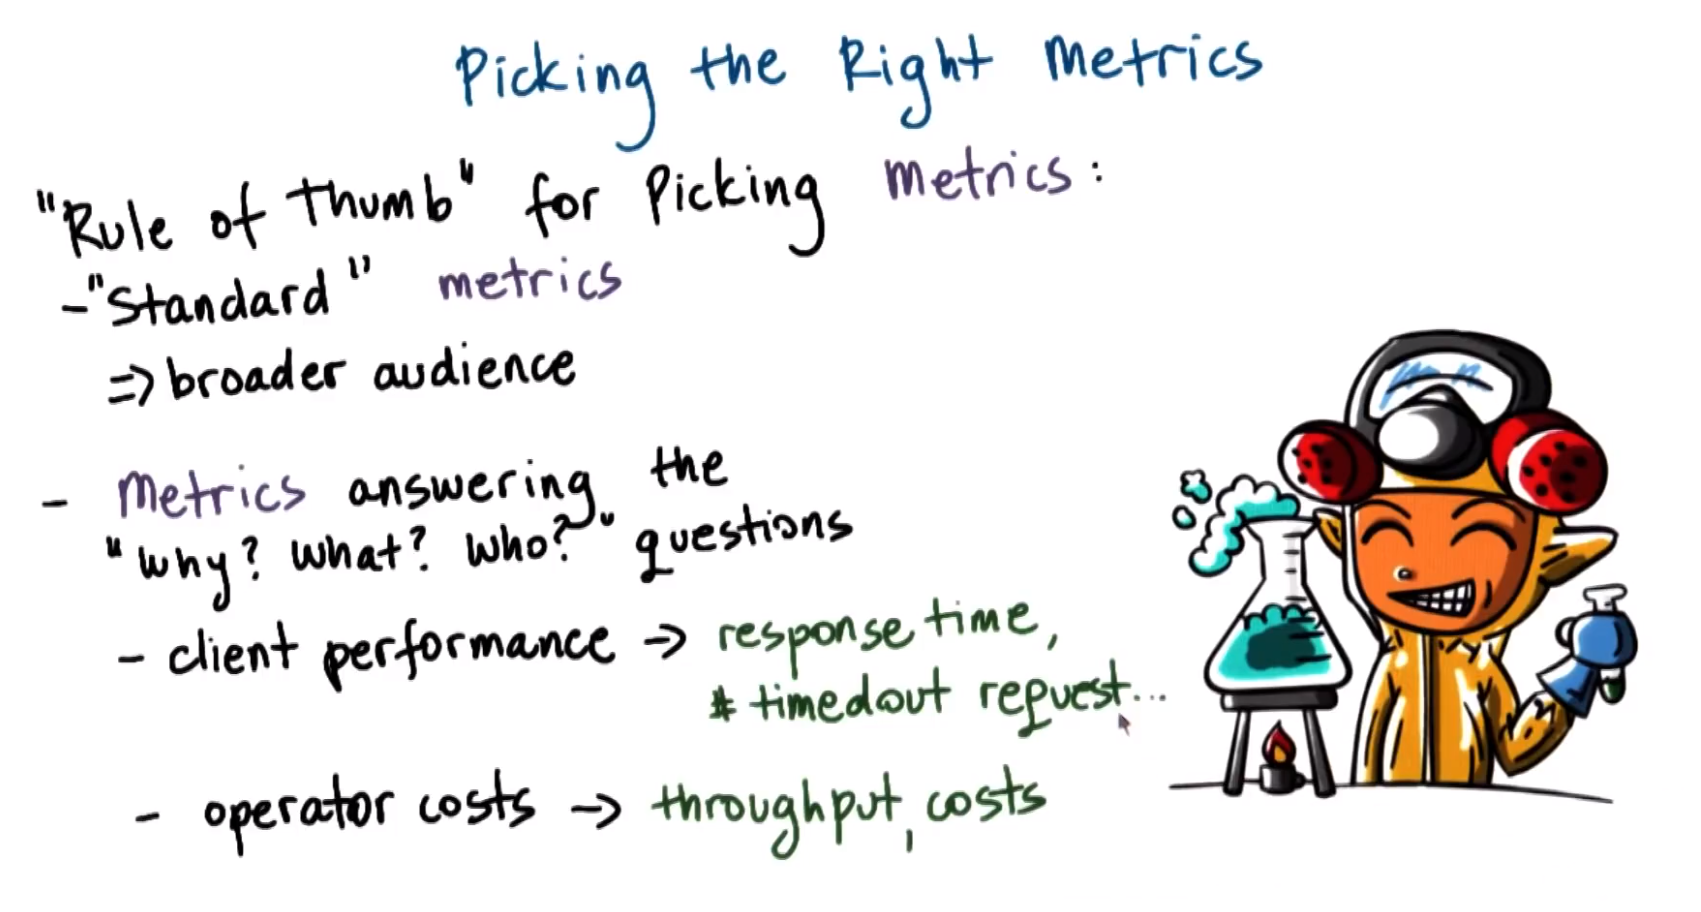 Picking the Right Metrics
"Rule of thumb" for Picking metrics:
-"Standard" metrics
=> broader audience
- Metrics answering the
"why? what? who?" questions
- client performance -> response time,
# timedout request...
- operator costs -> throughput, costs